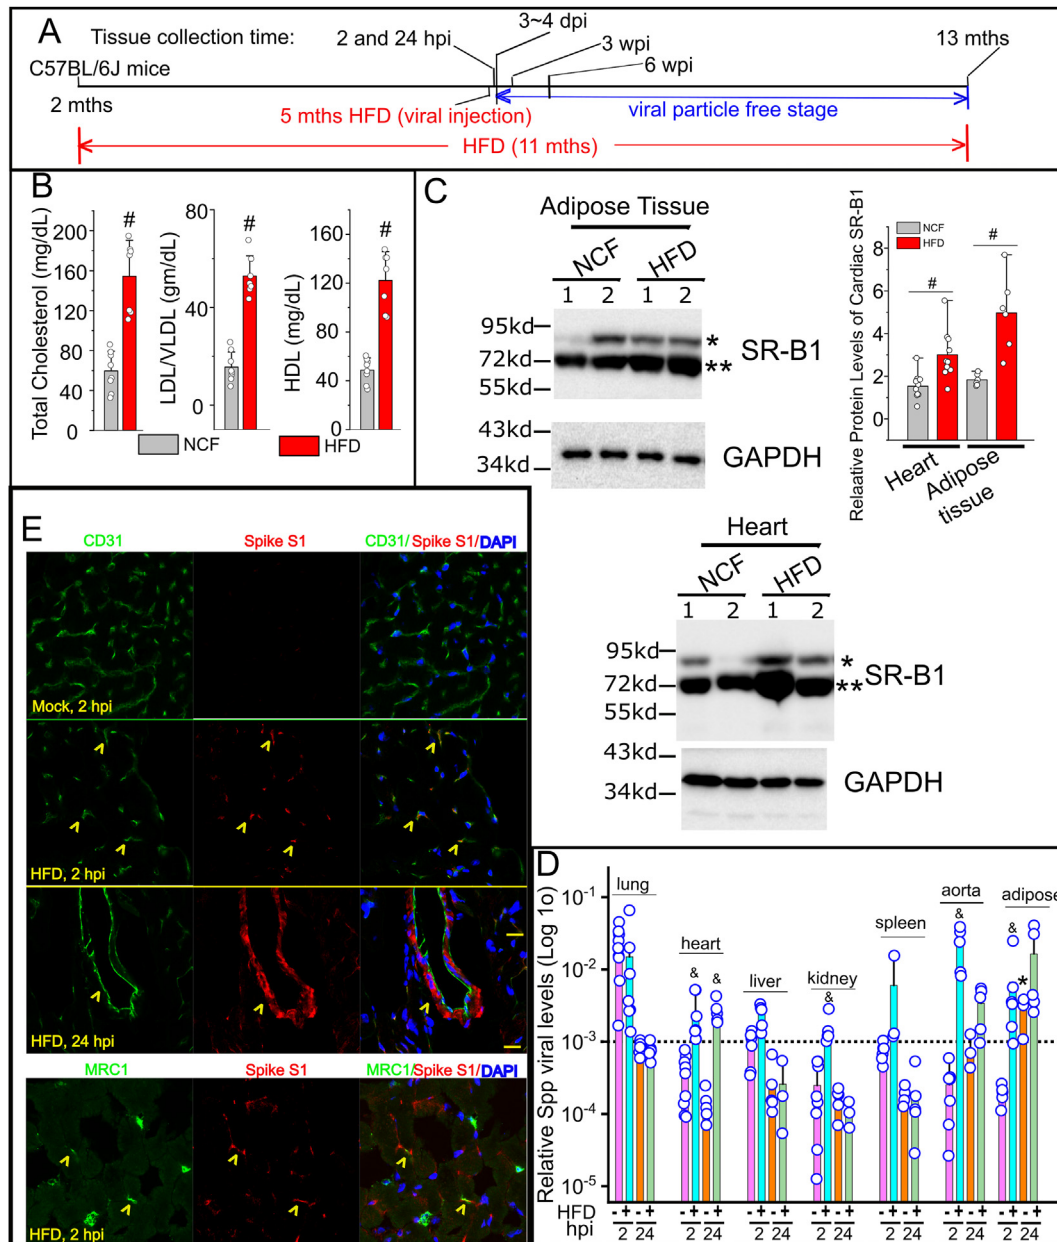 A
Tissue collection time:
2 and 24 hpi
3~4 dpi
3 wpi
6 wpi
13 mths
C57BL/6J mice
2 mths
5 mths HFD (viral injection)
viral particle free stage
HFD (11 mths)
B
Total Cholesterol (mg/dL)
200
160
120
80
40
0
#
LDL/VLDL (gm/dL)
80
40
0
#
HDL (mg/dL)
160
120
80
40
0
#
NCF
HFD
C
Adipose Tissue
NCF HFD
1 2 1 2
95kd
72kd
55kd
*
**
SR-B1
43kd
34kd
GAPDH
Relaative Protein Levels of Cardiac SR-B1
8
6
4
2
0
NCF
HFD
#
#
Heart
Adipose
tissue
Heart
NCF HFD
1 2 1 2
95kd
72kd
55kd
*
**SR-B1
43kd
34kd
GAPDH
E
CD31 Spike S1 CD31/Spike S1/DAPI
Mock, 2 hpi
HFD, 2 hpi
HFD, 24 hpi
MRC1 Spike S1 MRC1/Spike S1/DAPI
HFD, 2 hpi
D
Relative Spp viral levels (Log 1o)
10-1
10-2
10-3
10-4
10-5
lung
heart
& &
liver
kidney
&
spleen
aorta
&
adipose
& *
HFD - + - + - + - + - + - + - + - + - + - + - + - + - + - +
hpi 2 24 2 24 2 24 2 24 2 24 2 24 2 24